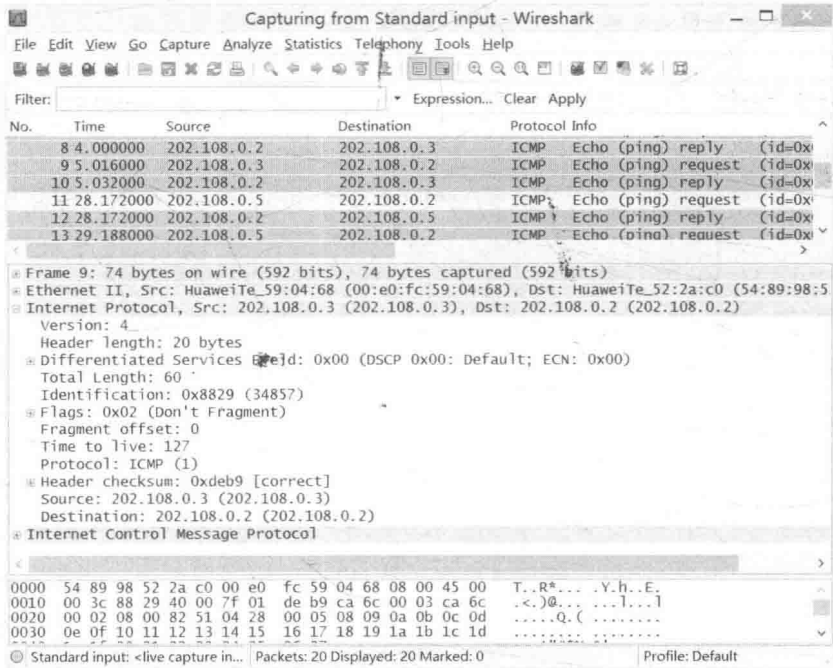 Capturing from Standard input - Wireshark
File Edit View Go Capture Analyze Statistics Telephony Tools Help
Filter: Expression... Clear Apply
No. Time Source Destination Protocol Info
8 4.000000 202.108.0.2 202.108.0.3 ICMP Echo (ping) reply (id=0x
9 5.016000 202.108.0.3 202.108.0.2 ICMP Echo (ping) request (id=0x
10 5.032000 202.108.0.2 202.108.0.3 ICMP Echo (ping) reply (id=0x
11 28.172000 202.108.0.5 202.108.0.2 ICMP Echo (ping) request (id=0x
12 28.172000 202.108.0.2 202.108.0.5 ICMP Echo (ping) reply (id=0x
13 29.188000 202.108.0.5 202.108.0.2 ICMP Echo (ping) request (id=0x
Frame 9: 74 bytes on wire (592 bits), 74 bytes captured (592 bits)
Ethernet II, Src: HuaweiTe_59:04:68 (00:e0:fc:59:04:68), Dst: HuaweiTe_52:2a:c0 (54:89:98:5
Internet Protocol, Src: 202.108.0.3 (202.108.0.3), Dst: 202.108.0.2 (202.108.0.2)
Version: 4
Header length: 20 bytes
Differentiated Services Field: 0x00 (DSCP 0x00: Default; ECN: 0x00)
Total Length: 60
Identification: 0x8829 (34857)
Flags: 0x02 (Don't Fragment)
Fragment offset: 0
Time to live: 127
Protocol: ICMP (1)
Header checksum: 0xdeb9 [correct]
Source: 202.108.0.3 (202.108.0.3)
Destination: 202.108.0.2 (202.108.0.2)
Internet Control Message Protocol
0000 54 89 98 52 2a c0 00 e0 fc 59 04 68 08 00 45 00 T..R*... .Y.h..E.
0010 00 3c 88 29 40 00 7f 01 de b9 ca 6c 00 03 ca 6c .<.)@... ...l...l
0020 00 02 08 00 82 51 04 28 00 05 08 09 0a 0b 0c 0d .....Q.( ........
0030 0e 0f 10 11 12 13 14 15 16 17 18 19 1a 1b 1c 1d ........ ........
Standard input: <live capture in... Packets: 20 Displayed: 20 Marked: 0 Profile: Default